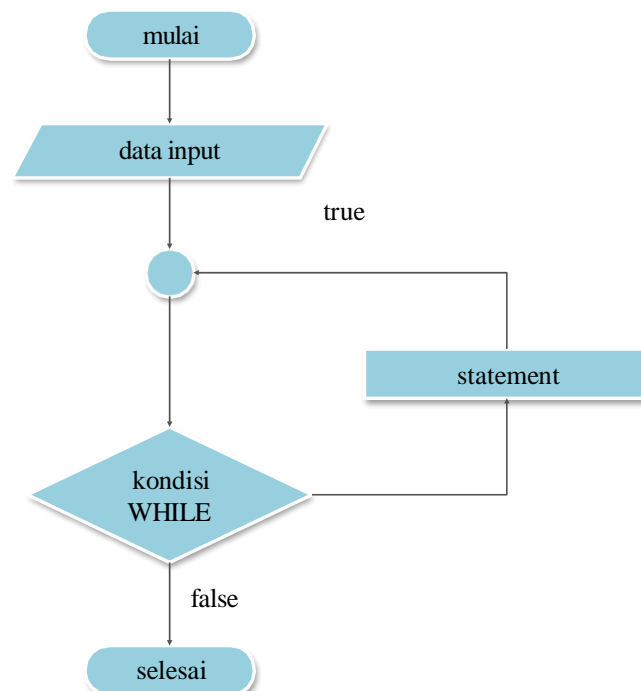 mulai
data input
true
statement
kondisi
WHILE
false
selesai